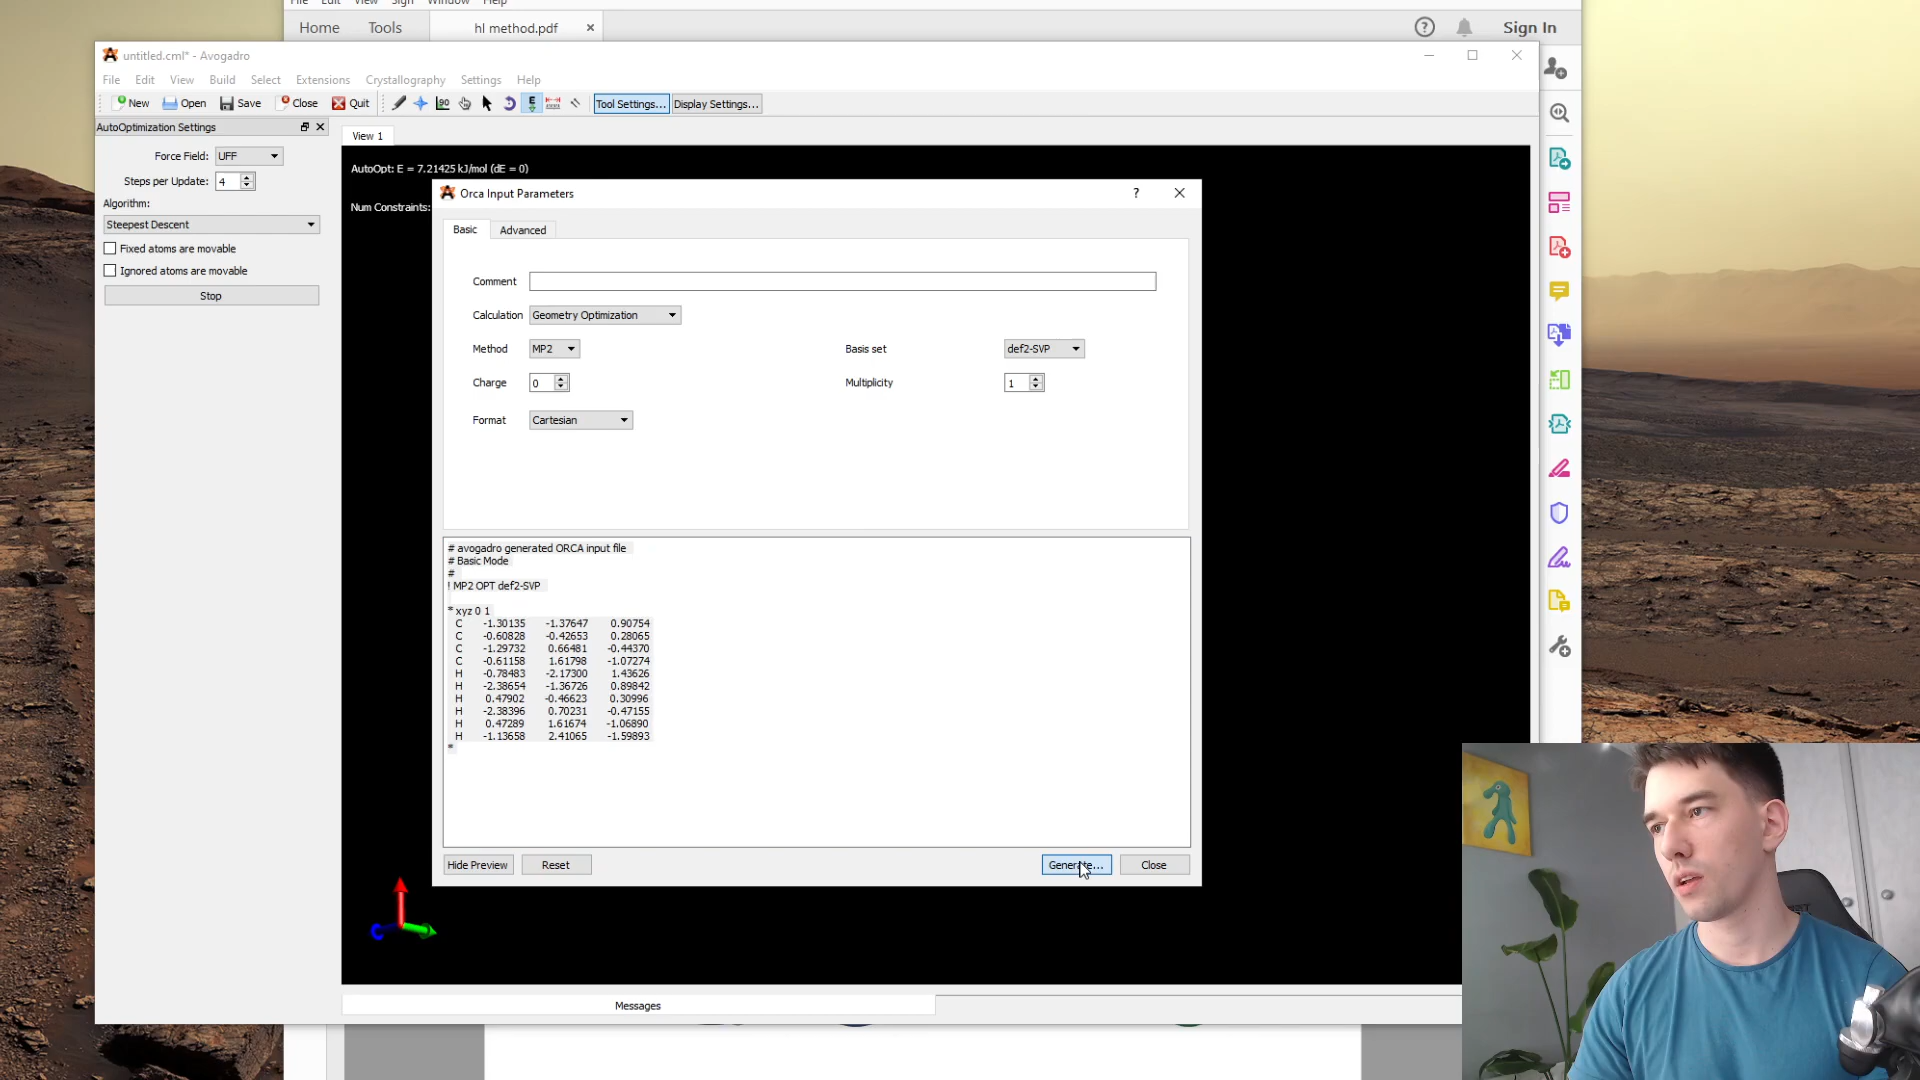 File Edit View Sign Window Help
Home Tools hl method.pdf × Sign In
untitled.cml* - Avogadro
File Edit View Build Select Extensions Crystallography Settings Help
New Open Save Close Quit Tool Settings... Display Settings...
AutoOptimization Settings
View 1
Force Field: UFF
Steps per Update: 4
Algorithm:
Steepest Descent
Fixed atoms are movable
Ignored atoms are movable
Stop
AutoOpt: E = 7.21425 kJ/mol (dE = 0)
Num Constraints:
Orca Input Parameters
Basic Advanced
Comment
Calculation Geometry Optimization
Method MP2 Basis set def2-SVP
Charge 0 Multiplicity 1
Format Cartesian
# avogadro generated ORCA input file
# Basic Mode
#
! MP2 OPT def2-SVP
* xyz 0 1
C -1.30135 -1.37647 0.90754
C -0.60828 -0.42653 0.28065
C -1.29732 0.66481 -0.44370
C -0.61158 1.61798 -1.07274
H -0.78483 -2.17300 1.43626
H -2.38654 -1.36726 0.89842
H 0.47902 -0.46623 0.30996
H -2.38396 0.70231 -0.47155
H 0.47289 1.61674 -1.06890
H -1.13658 2.41065 -1.59893
*
Hide Preview Reset Generate... Close
Messages